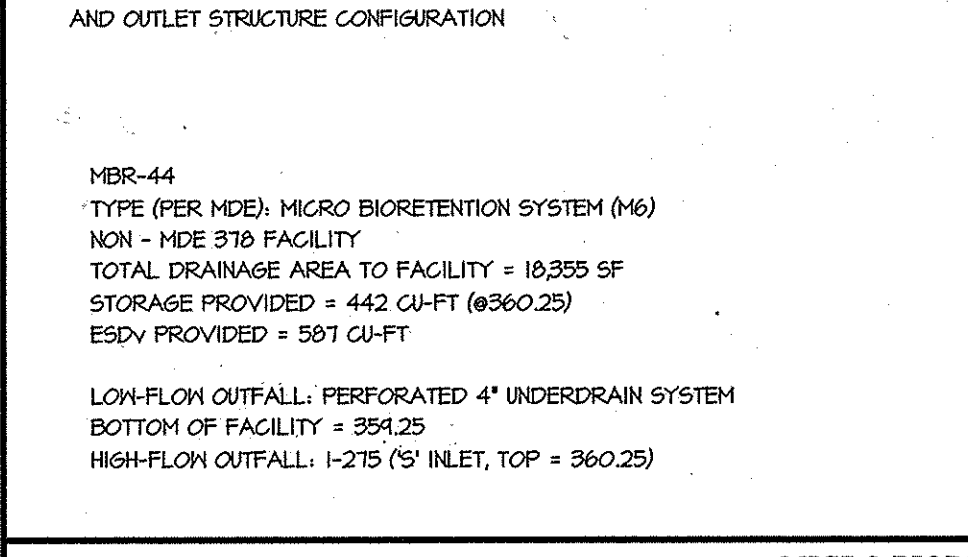 AND OUTLET STRUCTURE CONFIGURATION
MBR-44
TYPE (PER MDE): MICRO BIORETENTION SYSTEM (M6)
NON - MDE 378 FACILITY
TOTAL DRAINAGE AREA TO FACILITY = 18,355 SF
STORAGE PROVIDED = 442 CU-FT (@360.25)
ESDv PROVIDED = 587 CU-FT
LOW-FLOW OUTFALL: PERFORATED 4" UNDERDRAIN SYSTEM
BOTTOM OF FACILITY = 359.25
HIGH-FLOW OUTFALL: I-275 ('S' INLET, TOP = 360.25)